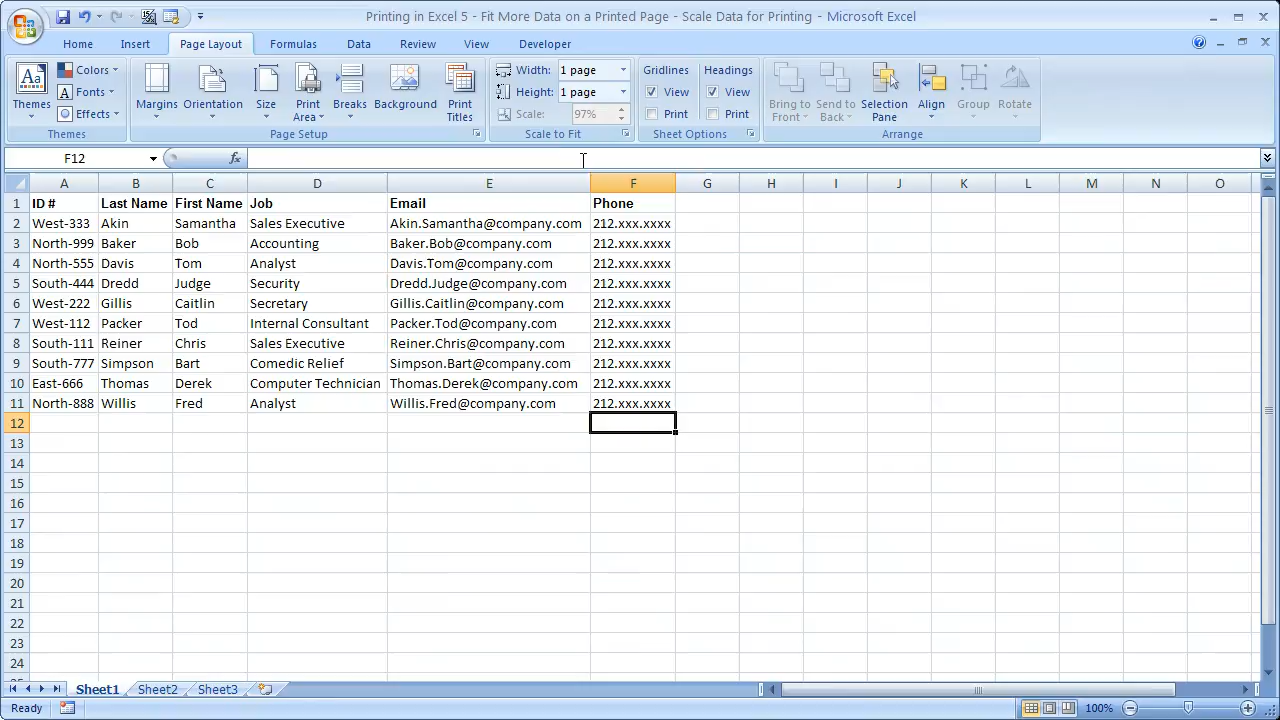 Printing in Excel 5 - Fit More Data on a Printed Page - Scale Data for Printing - Microsoft Excel
Home Insert Page Layout Formulas Data Review View Developer
Colors Width: 1 page Gridlines Headings
Fonts Height: 1 page View View
Themes Effects Margins Orientation Size Print Area Breaks Background Print Titles Scale: 97% Print Print Bring to Front Send to Back Selection Pane Align Group Rotate
Themes Page Setup Scale to Fit Sheet Options Arrange
F12 fx
A B C D E F G H I J K L M N O
1 ID # Last Name First Name Job Email Phone
2 West-333 Akin Samantha Sales Executive Akin.Samantha@company.com 212.xxx.xxxx
3 North-999 Baker Bob Accounting Baker.Bob@company.com 212.xxx.xxxx
4 North-555 Davis Tom Analyst Davis.Tom@company.com 212.xxx.xxxx
5 South-444 Dredd Judge Security Dredd.Judge@company.com 212.xxx.xxxx
6 West-222 Gillis Caitlin Secretary Gillis.Caitlin@company.com 212.xxx.xxxx
7 West-112 Packer Tod Internal Consultant Packer.Tod@company.com 212.xxx.xxxx
8 South-111 Reiner Chris Sales Executive Reiner.Chris@company.com 212.xxx.xxxx
9 South-777 Simpson Bart Comedic Relief Simpson.Bart@company.com 212.xxx.xxxx
10 East-666 Thomas Derek Computer Technician Thomas.Derek@company.com 212.xxx.xxxx
11 North-888 Willis Fred Analyst Willis.Fred@company.com 212.xxx.xxxx
12
13
14
15
16
17
18
19
20
21
22
23
24
Sheet1 Sheet2 Sheet3
Ready 100%